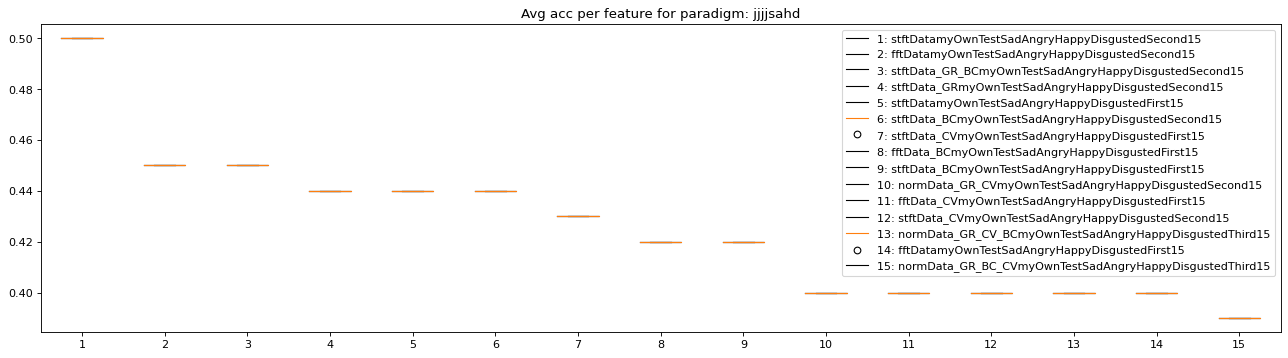 Avg acc per feature for paradigm: jjjjsahd
0.50
0.48
0.46
0.44
0.42
0.40
1: stftDatamyOwnTestSadAngryHappyDisgustedSecond15
2: fftDatamyOwnTestSadAngryHappyDisgustedSecond15
3: stftData_GR_BCmyOwnTestSadAngryHappyDisgustedSecond15
4: stftData_GRmyOwnTestSadAngryHappyDisgustedSecond15
5: stftDatamyOwnTestSadAngryHappyDisgustedFirst15
6: stftData_BCmyOwnTestSadAngryHappyDisgustedSecond15
7: stftData_CVmyOwnTestSadAngryHappyDisgustedFirst15
8: fftData_BCmyOwnTestSadAngryHappyDisgustedFirst15
9: stftData_BCmyOwnTestSadAngryHappyDisgustedFirst15
10: normData_GR_CVmyOwnTestSadAngryHappyDisgustedSecond15
11: fftData_CVmyOwnTestSadAngryHappyDisgustedFirst15
12: stftData_CVmyOwnTestSadAngryHappyDisgustedSecond15
13: normData_GR_CV_BCmyOwnTestSadAngryHappyDisgustedThird15
14: fftDatamyOwnTestSadAngryHappyDisgustedFirst15
15: normData_GR_BC_CVmyOwnTestSadAngryHappyDisgustedThird15
1 2 3 4 5 6 7 8 9 10 11 12 13 14 15